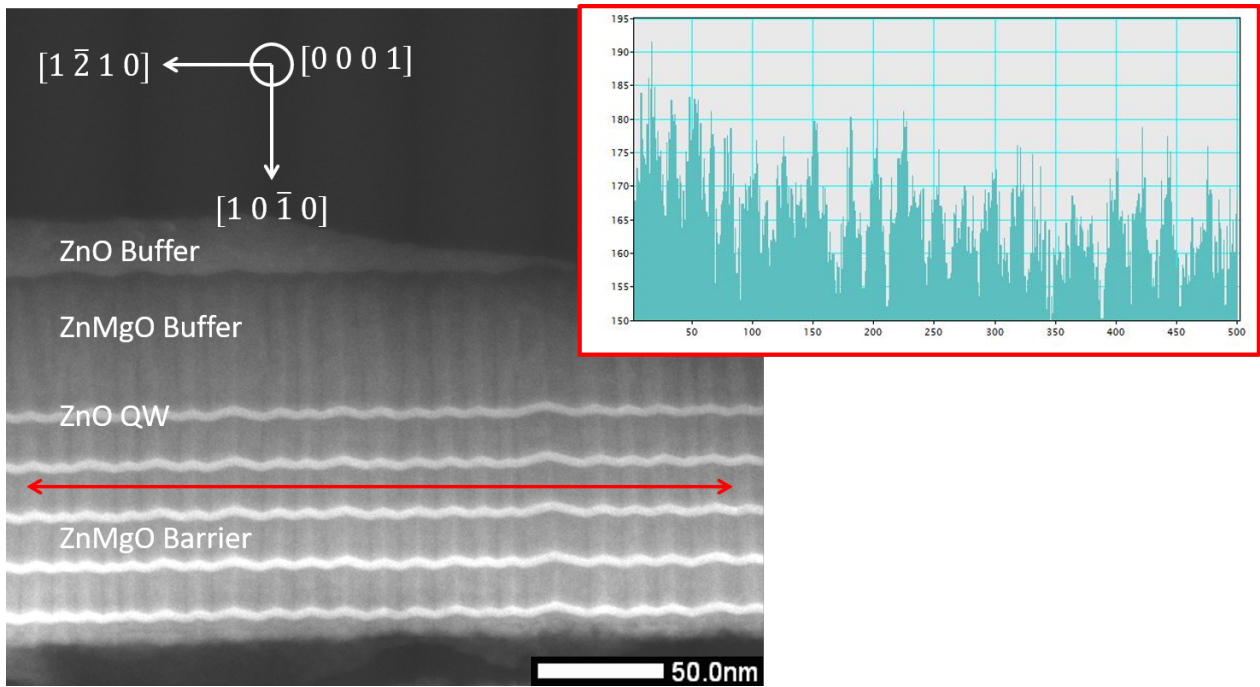 [1 2̅ 1 0]
[0 0 0 1]
[1 0 1̅ 0]
ZnO Buffer
ZnMgO Buffer
ZnO QW
ZnMgO Barrier
50.0nm
195
190
185
180
175
170
165
160
155
150
50
100
150
200
250
300
350
400
450
500